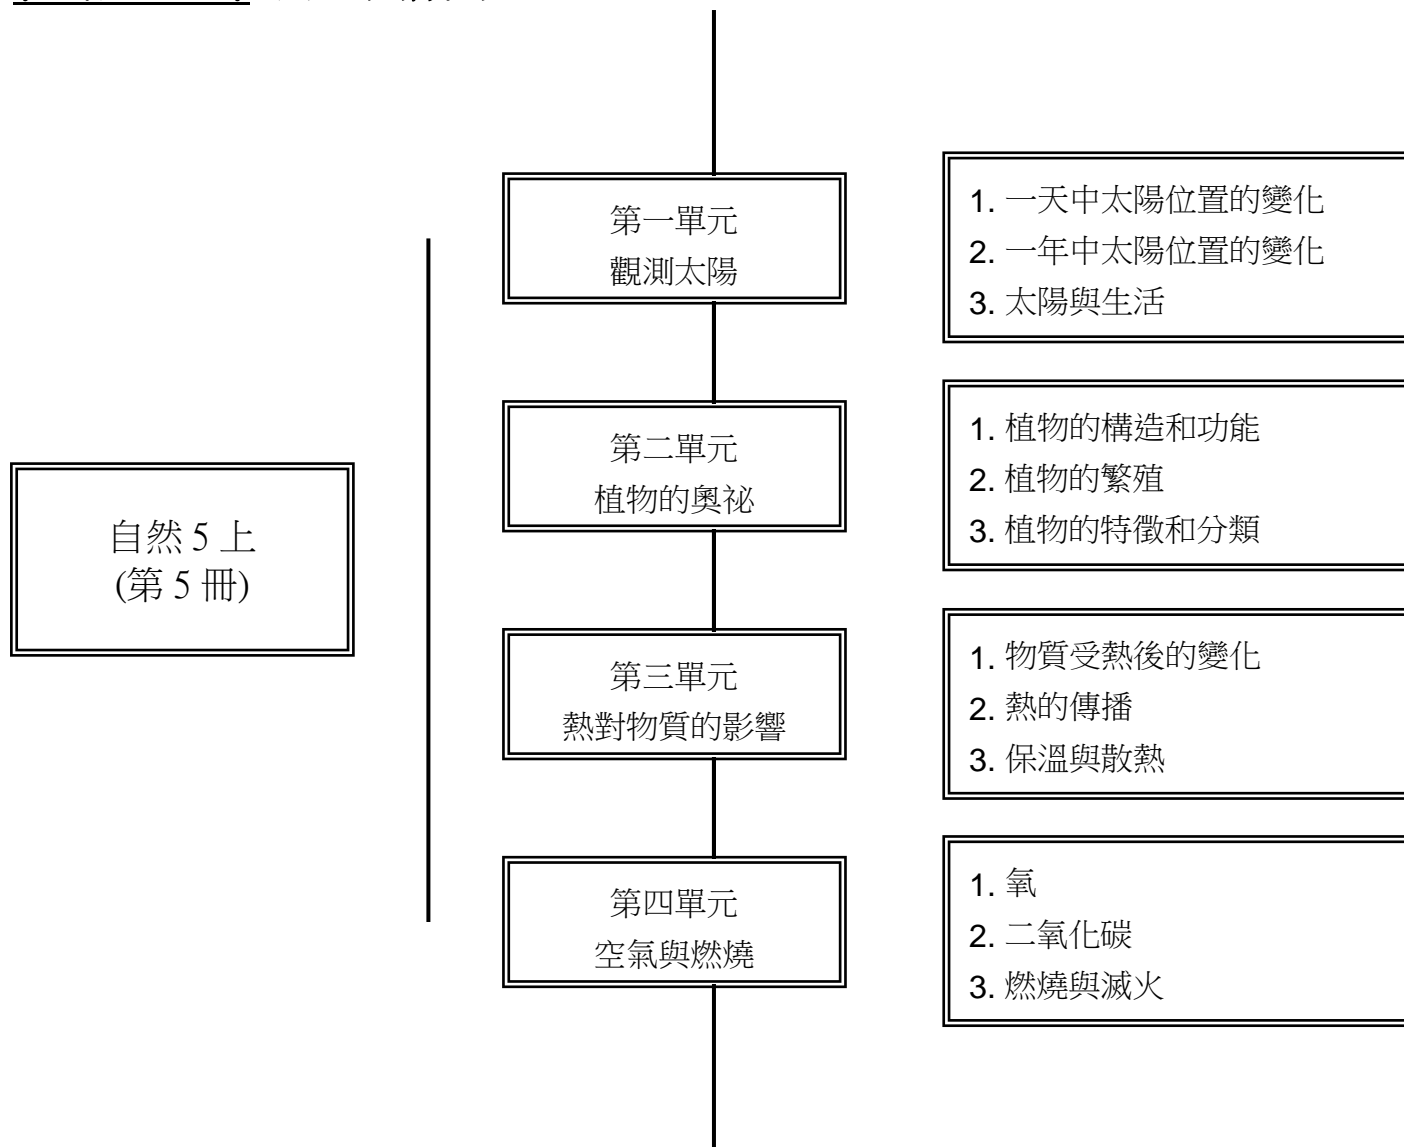 自然 5 上
(第 5 冊)
第一單元
觀測太陽
1. 一天中太陽位置的變化
2. 一年中太陽位置的變化
3. 太陽與生活
第二單元
植物的奧祕
1. 植物的構造和功能
2. 植物的繁殖
3. 植物的特徵和分類
第三單元
熱對物質的影響
1. 物質受熱後的變化
2. 熱的傳播
3. 保溫與散熱
第四單元
空氣與燃燒
1. 氧
2. 二氧化碳
3. 燃燒與滅火